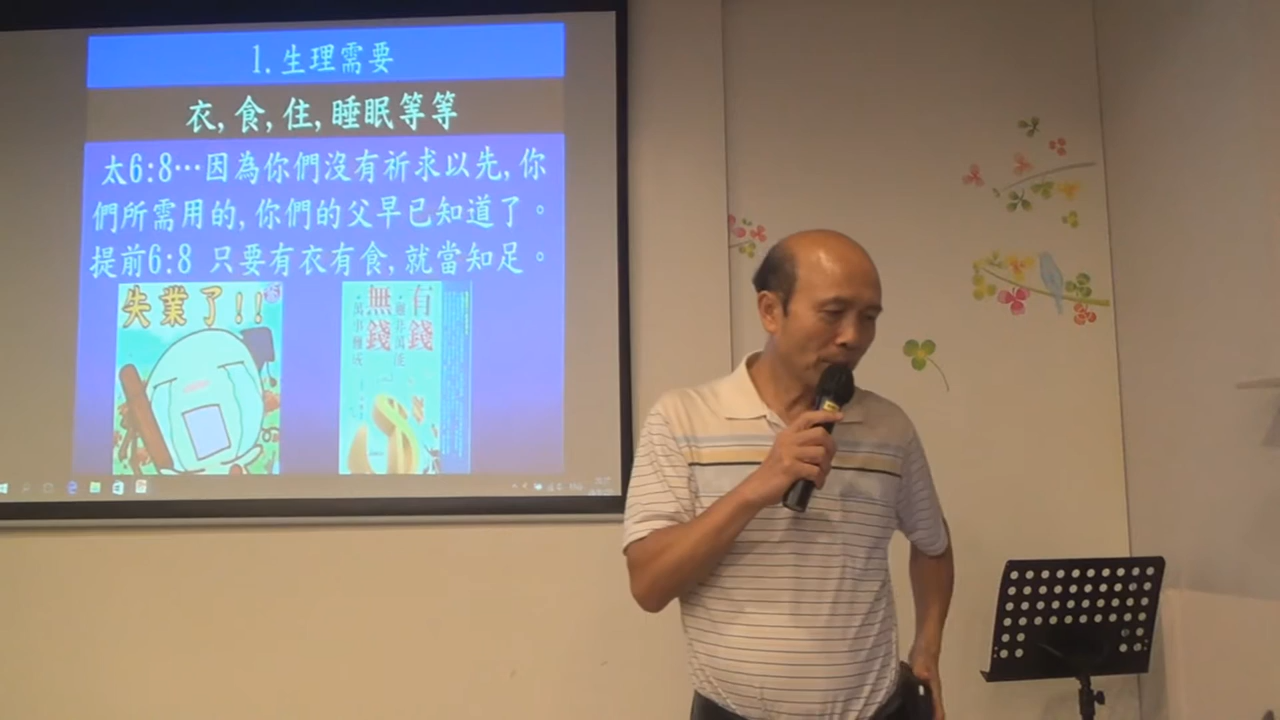 1. 生理需要
衣, 食, 住, 睡眠等等
太6:8…因為你們沒有祈求以先, 你
們所需用的, 你們的父早已知道了。
提前6:8 只要有衣有食, 就當知足。
失業了!!
有錢
無錢